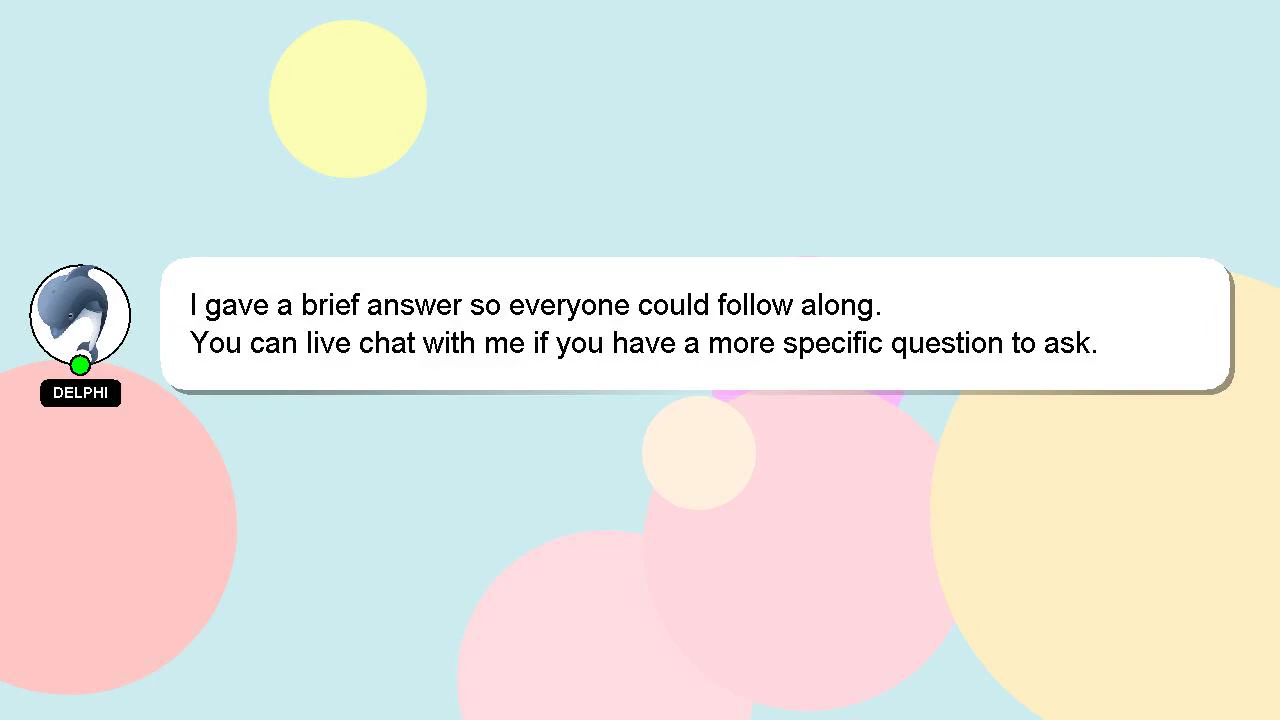 I gave a brief answer so everyone could follow along.
You can live chat with me if you have a more specific question to ask.
DELPHI